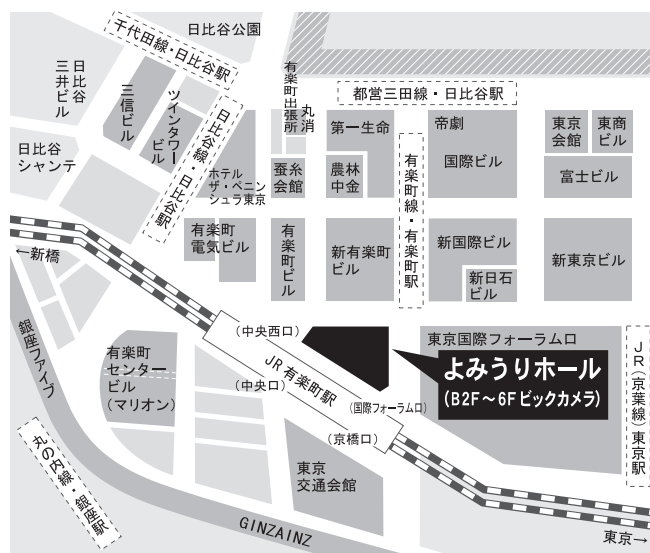 日比谷公園
千代田線・日比谷駅
日比谷
三井ビル
三信ビル
ツインタワー
ビル
日比谷線・日比谷駅
有楽町出張所
丸消
都営三田線・日比谷駅
第一生命
有楽町線・有楽町駅
帝劇
国際ビル
東京
会館
東商
ビル
日比谷
シャンテ
ホテル
ザ・ペニン
シュラ東京
蚕糸
会館
農林
中金
富士ビル
←新橋
有楽町
電気ビル
有楽町ビル
新有楽町
ビル
新国際ビル
新日石
ビル
新東京ビル
銀座ファイブ
有楽町
センター
ビル
(マリオン)
(中央西口)
JR有楽町駅
(中央口)
(国際フォーラム口)
(京橋口)
東京国際フォーラムロ
よみうりホール
(B2F〜6Fビックカメラ)
JR(京葉線)東京駅
東京
交通会館
丸の内線・銀座駅
GINZAINZ
東京→